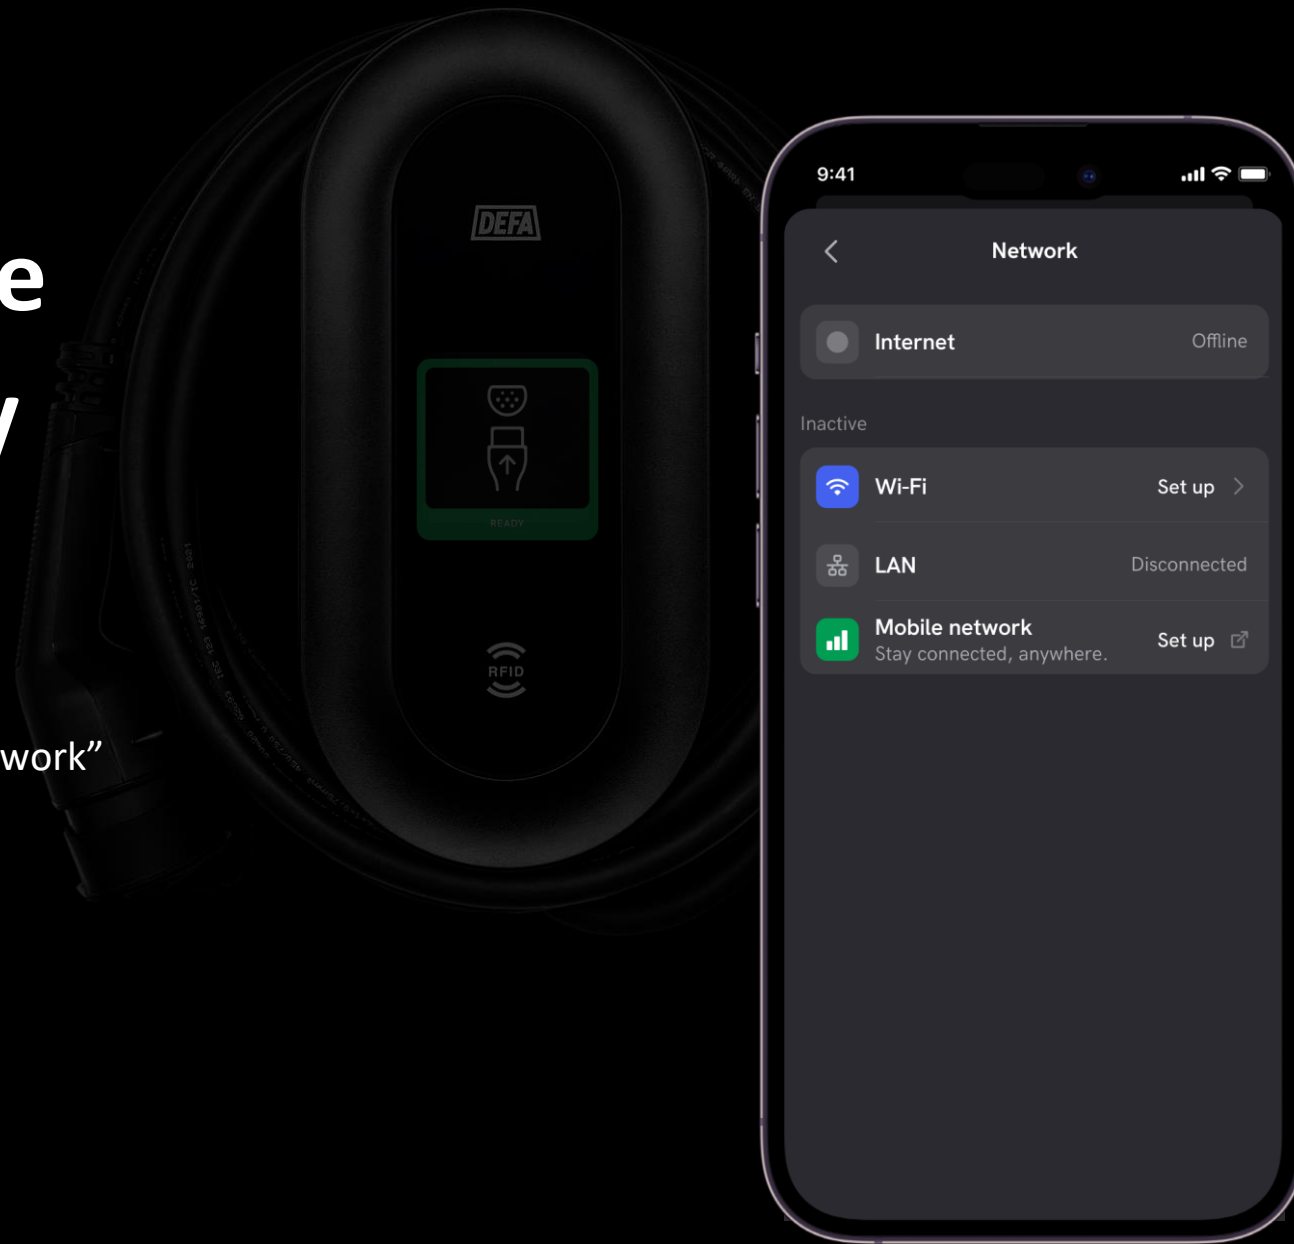 e
y
work”
DEFA
READY
RFID
9:41
Network
Internet
Offline
Inactive
Wi-Fi
Set up
LAN
Disconnected
Mobile network
Stay connected, anywhere.
Set up